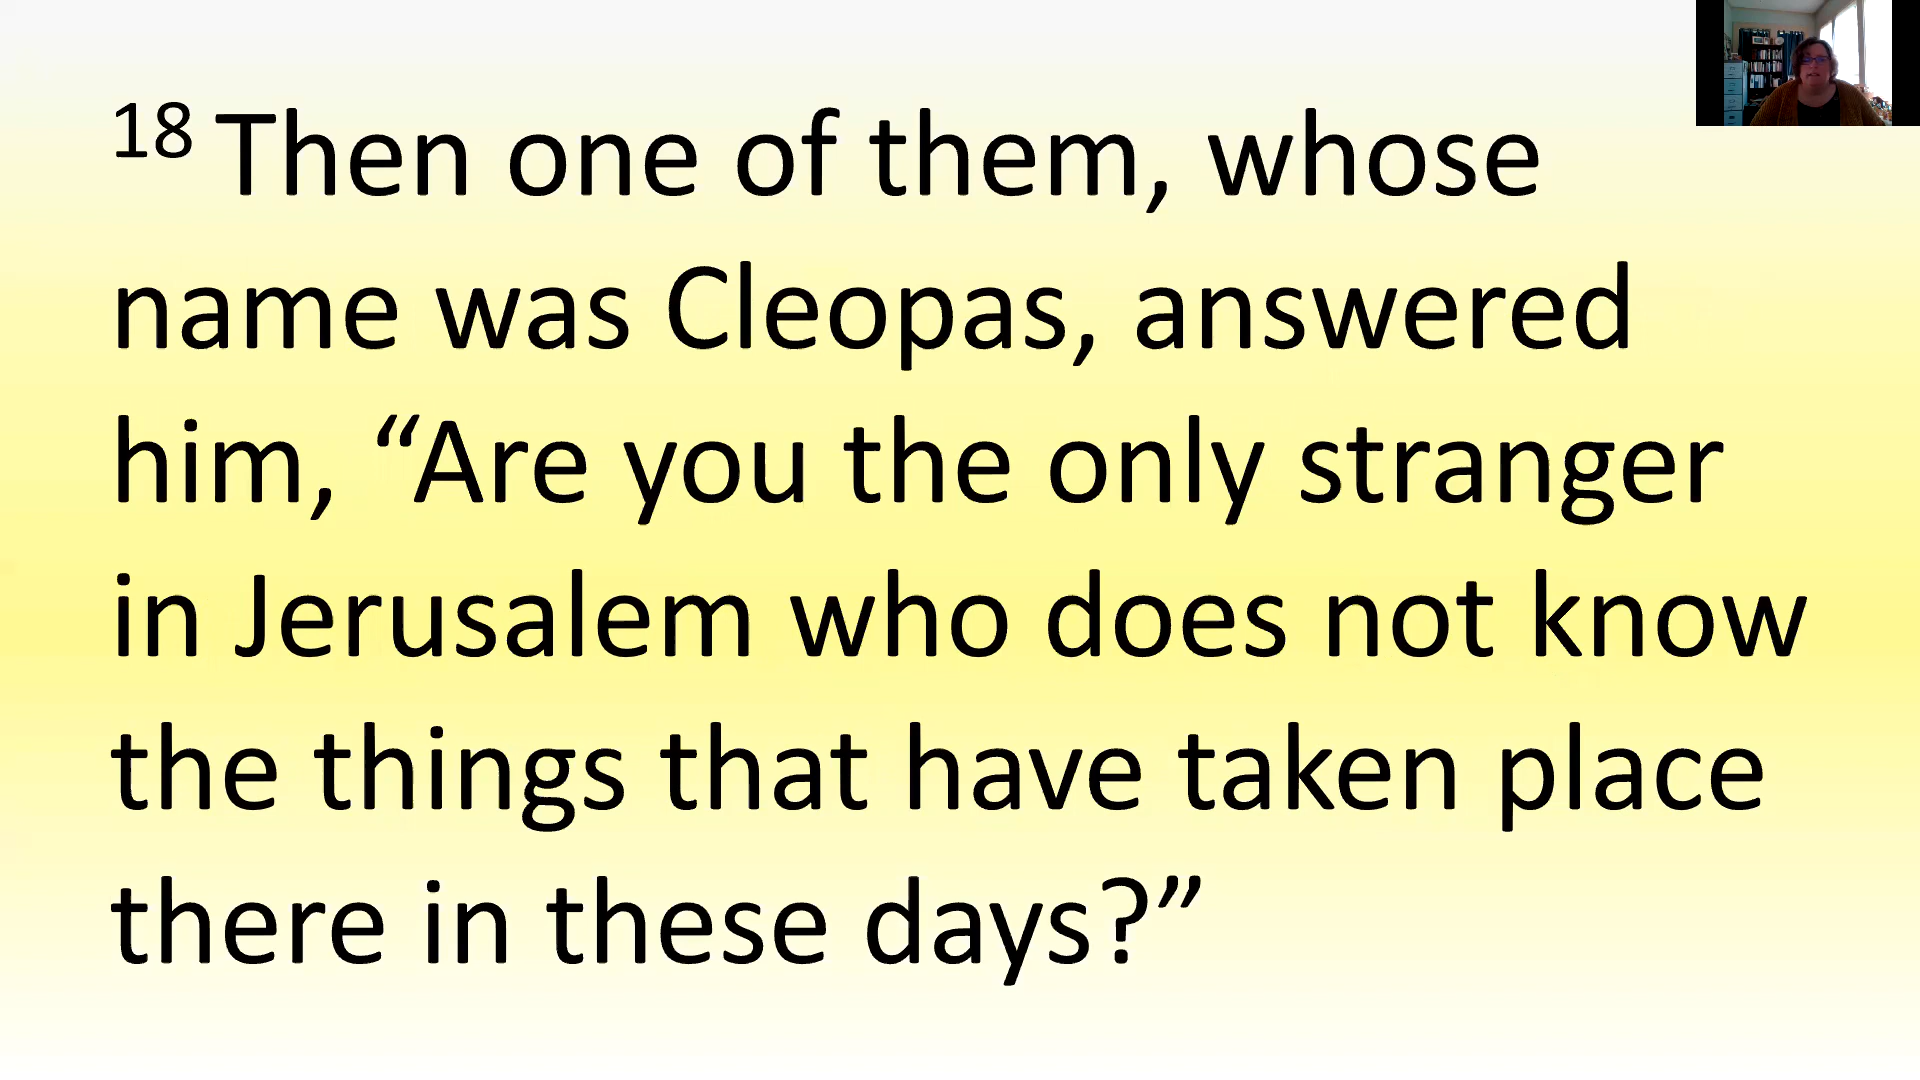 18 Then one of them, whose
name was Cleopas, answered
him, “Are you the only stranger
in Jerusalem who does not know
the things that have taken place
there in these days?”